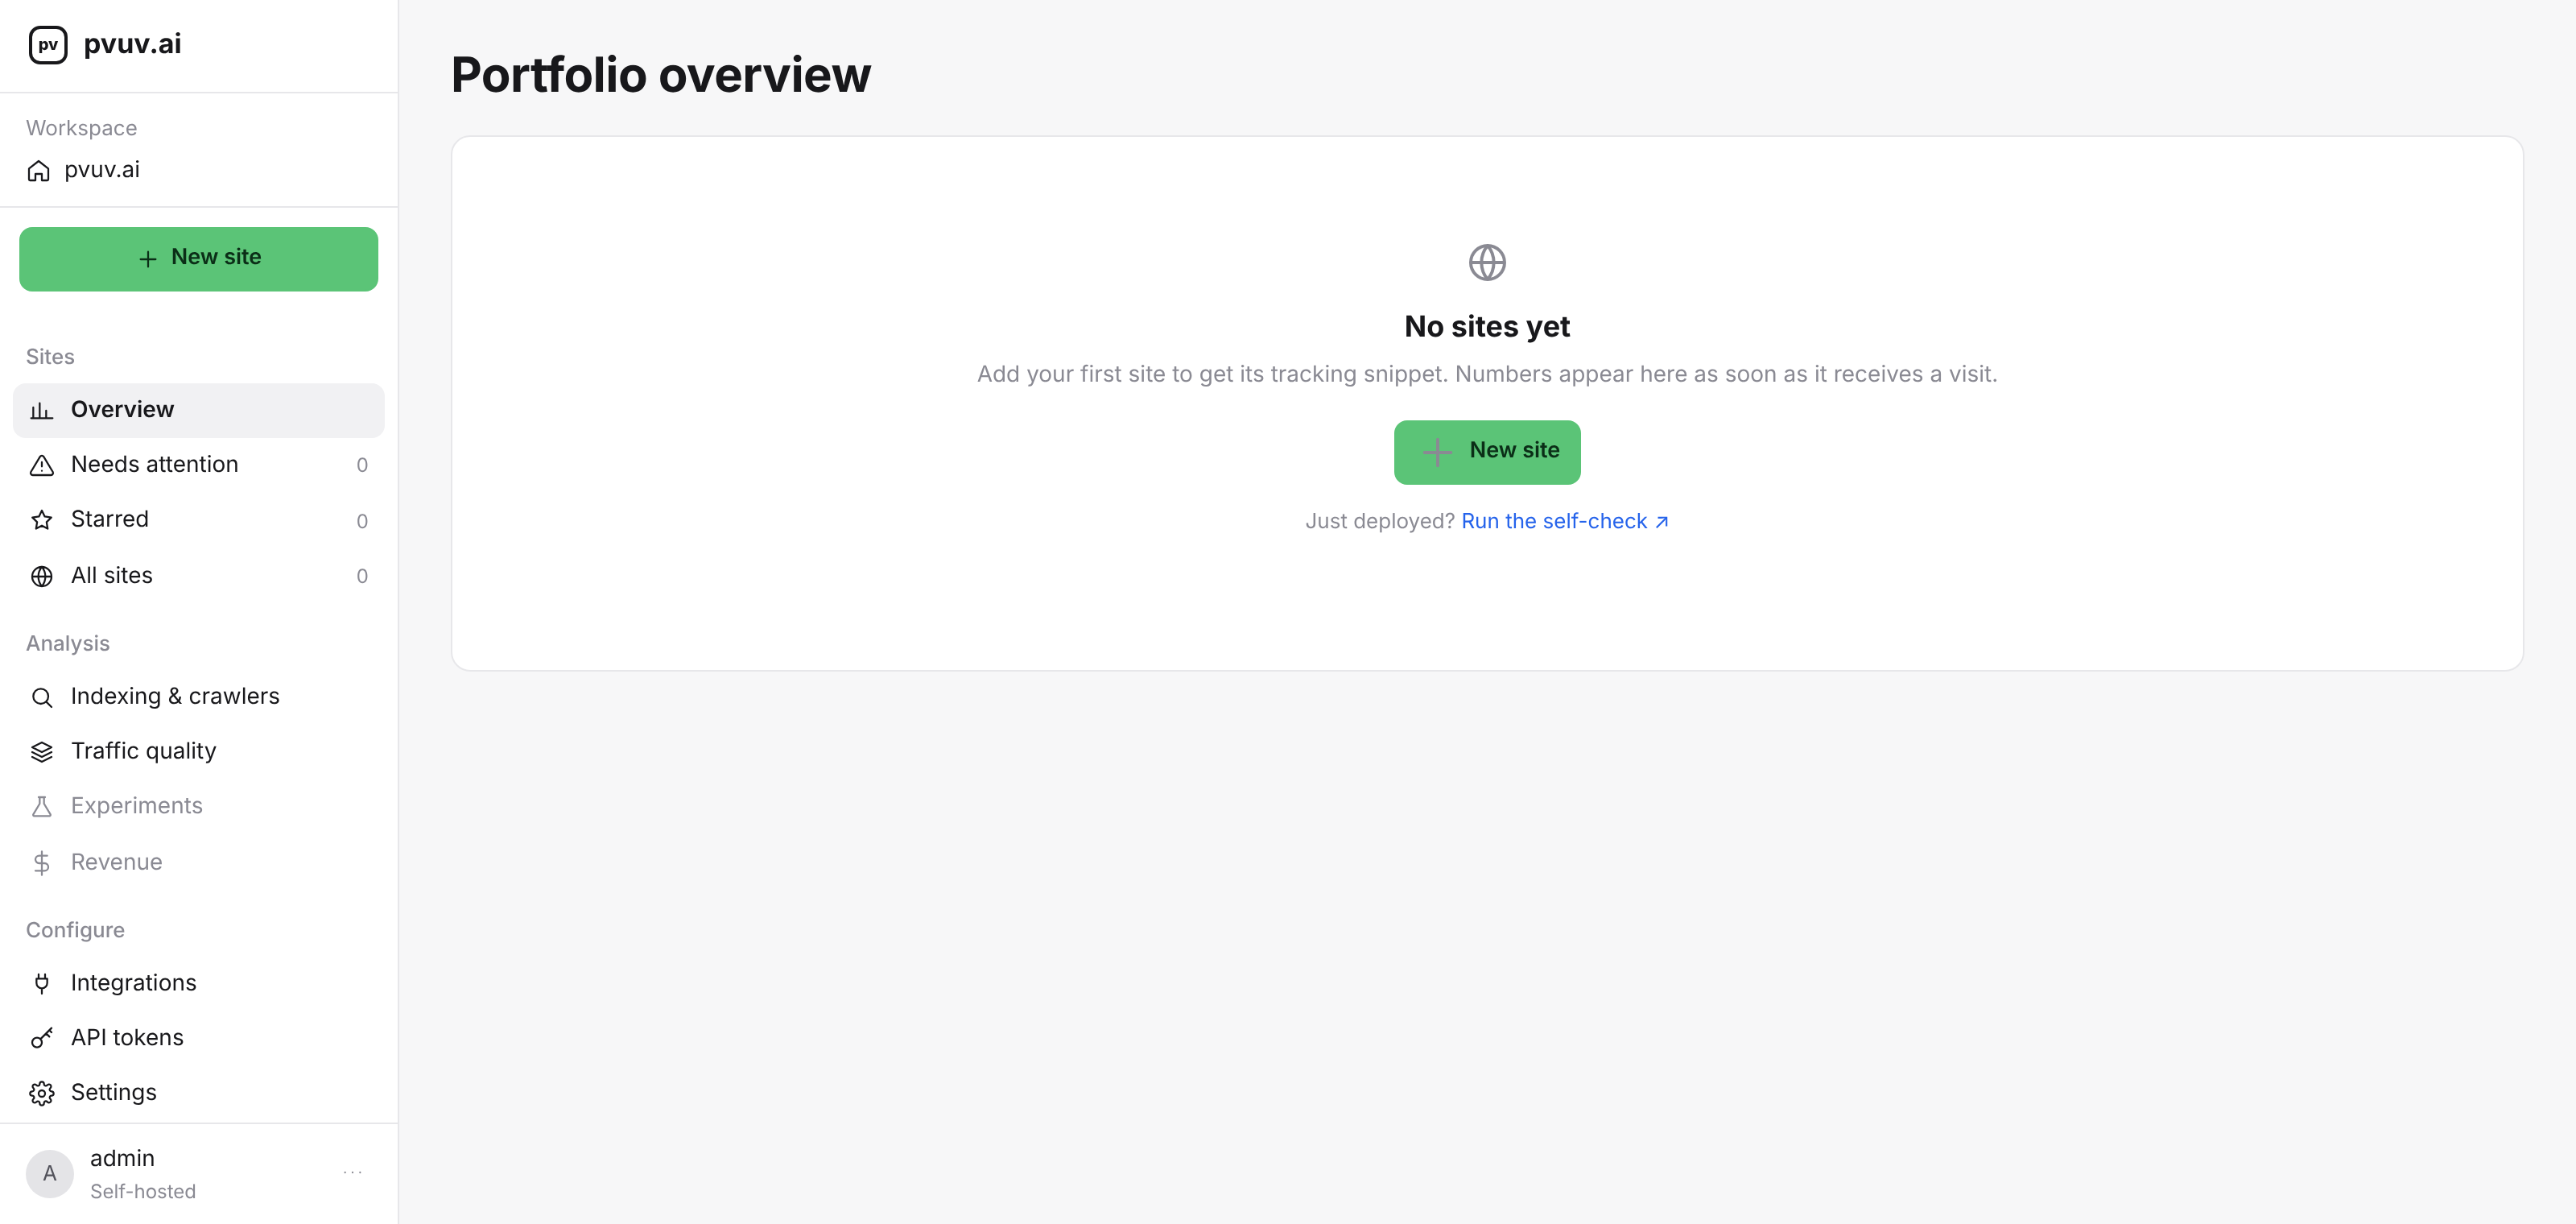 pv pvuv.ai
Workspace
pvuv.ai
+ New site
Sites
Overview
Needs attention 0
Starred 0
All sites 0
Analysis
Indexing & crawlers
Traffic quality
Experiments
Revenue
Configure
Integrations
API tokens
Settings
A admin
Self-hosted
...
Portfolio overview
No sites yet
Add your first site to get its tracking snippet. Numbers appear here as soon as it receives a visit.
+ New site
Just deployed? Run the self-check ↗